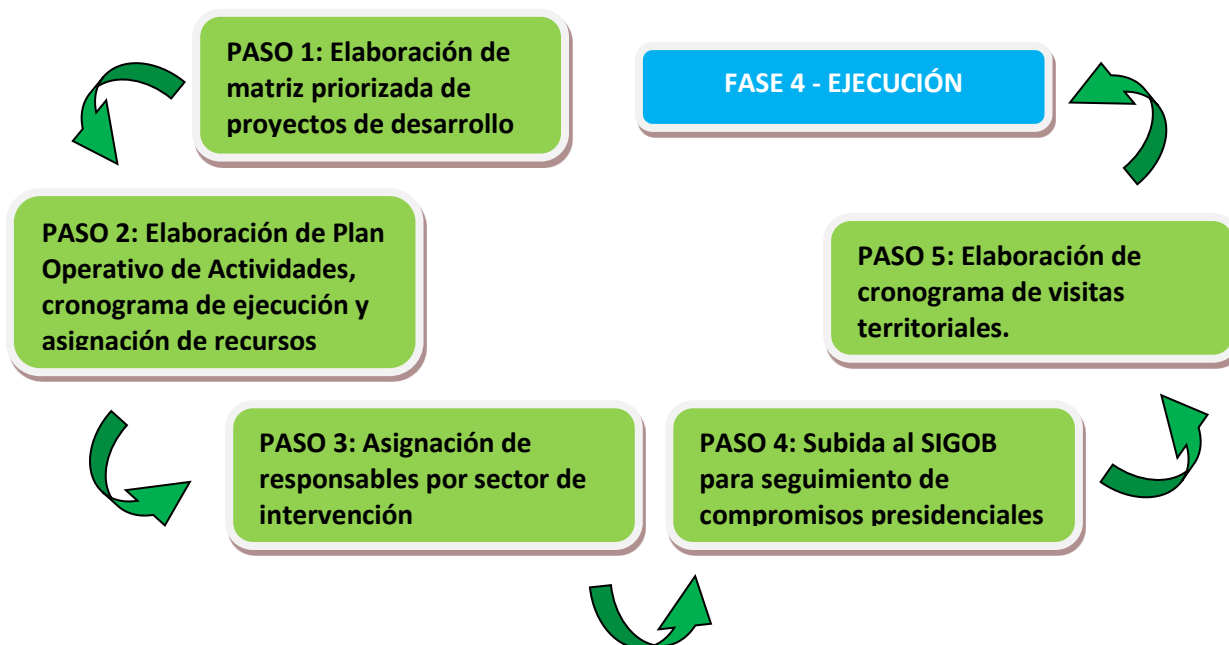 PASO 1: Elaboración de
matriz priorizada de
proyectos de desarrollo
FASE 4 - EJECUCIÓN
PASO 2: Elaboración de Plan
Operativo de Actividades,
cronograma de ejecución y
asignación de recursos
PASO 5: Elaboración de
cronograma de visitas
territoriales.
PASO 3: Asignación de
responsables por sector de
intervención
PASO 4: Subida al SIGOB
para seguimiento de
compromisos presidenciales